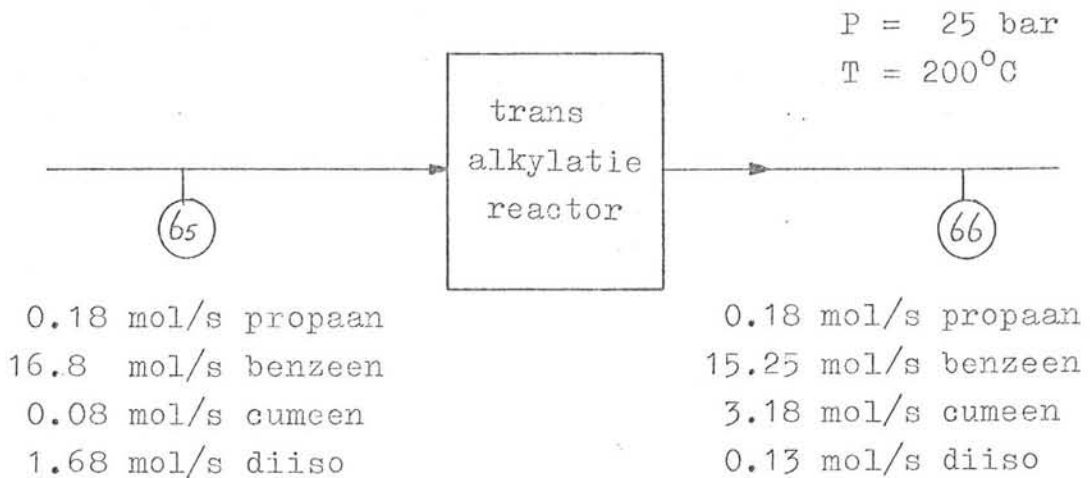 P = 25 bar
T = 200°C
trans
alkylatie
reactor
65
66
0.18 mol/s propaan
16.8 mol/s benzeen
0.08 mol/s cumeen
1.68 mol/s diiso
0.18 mol/s propaan
15.25 mol/s benzeen
3.18 mol/s cumeen
0.13 mol/s diiso